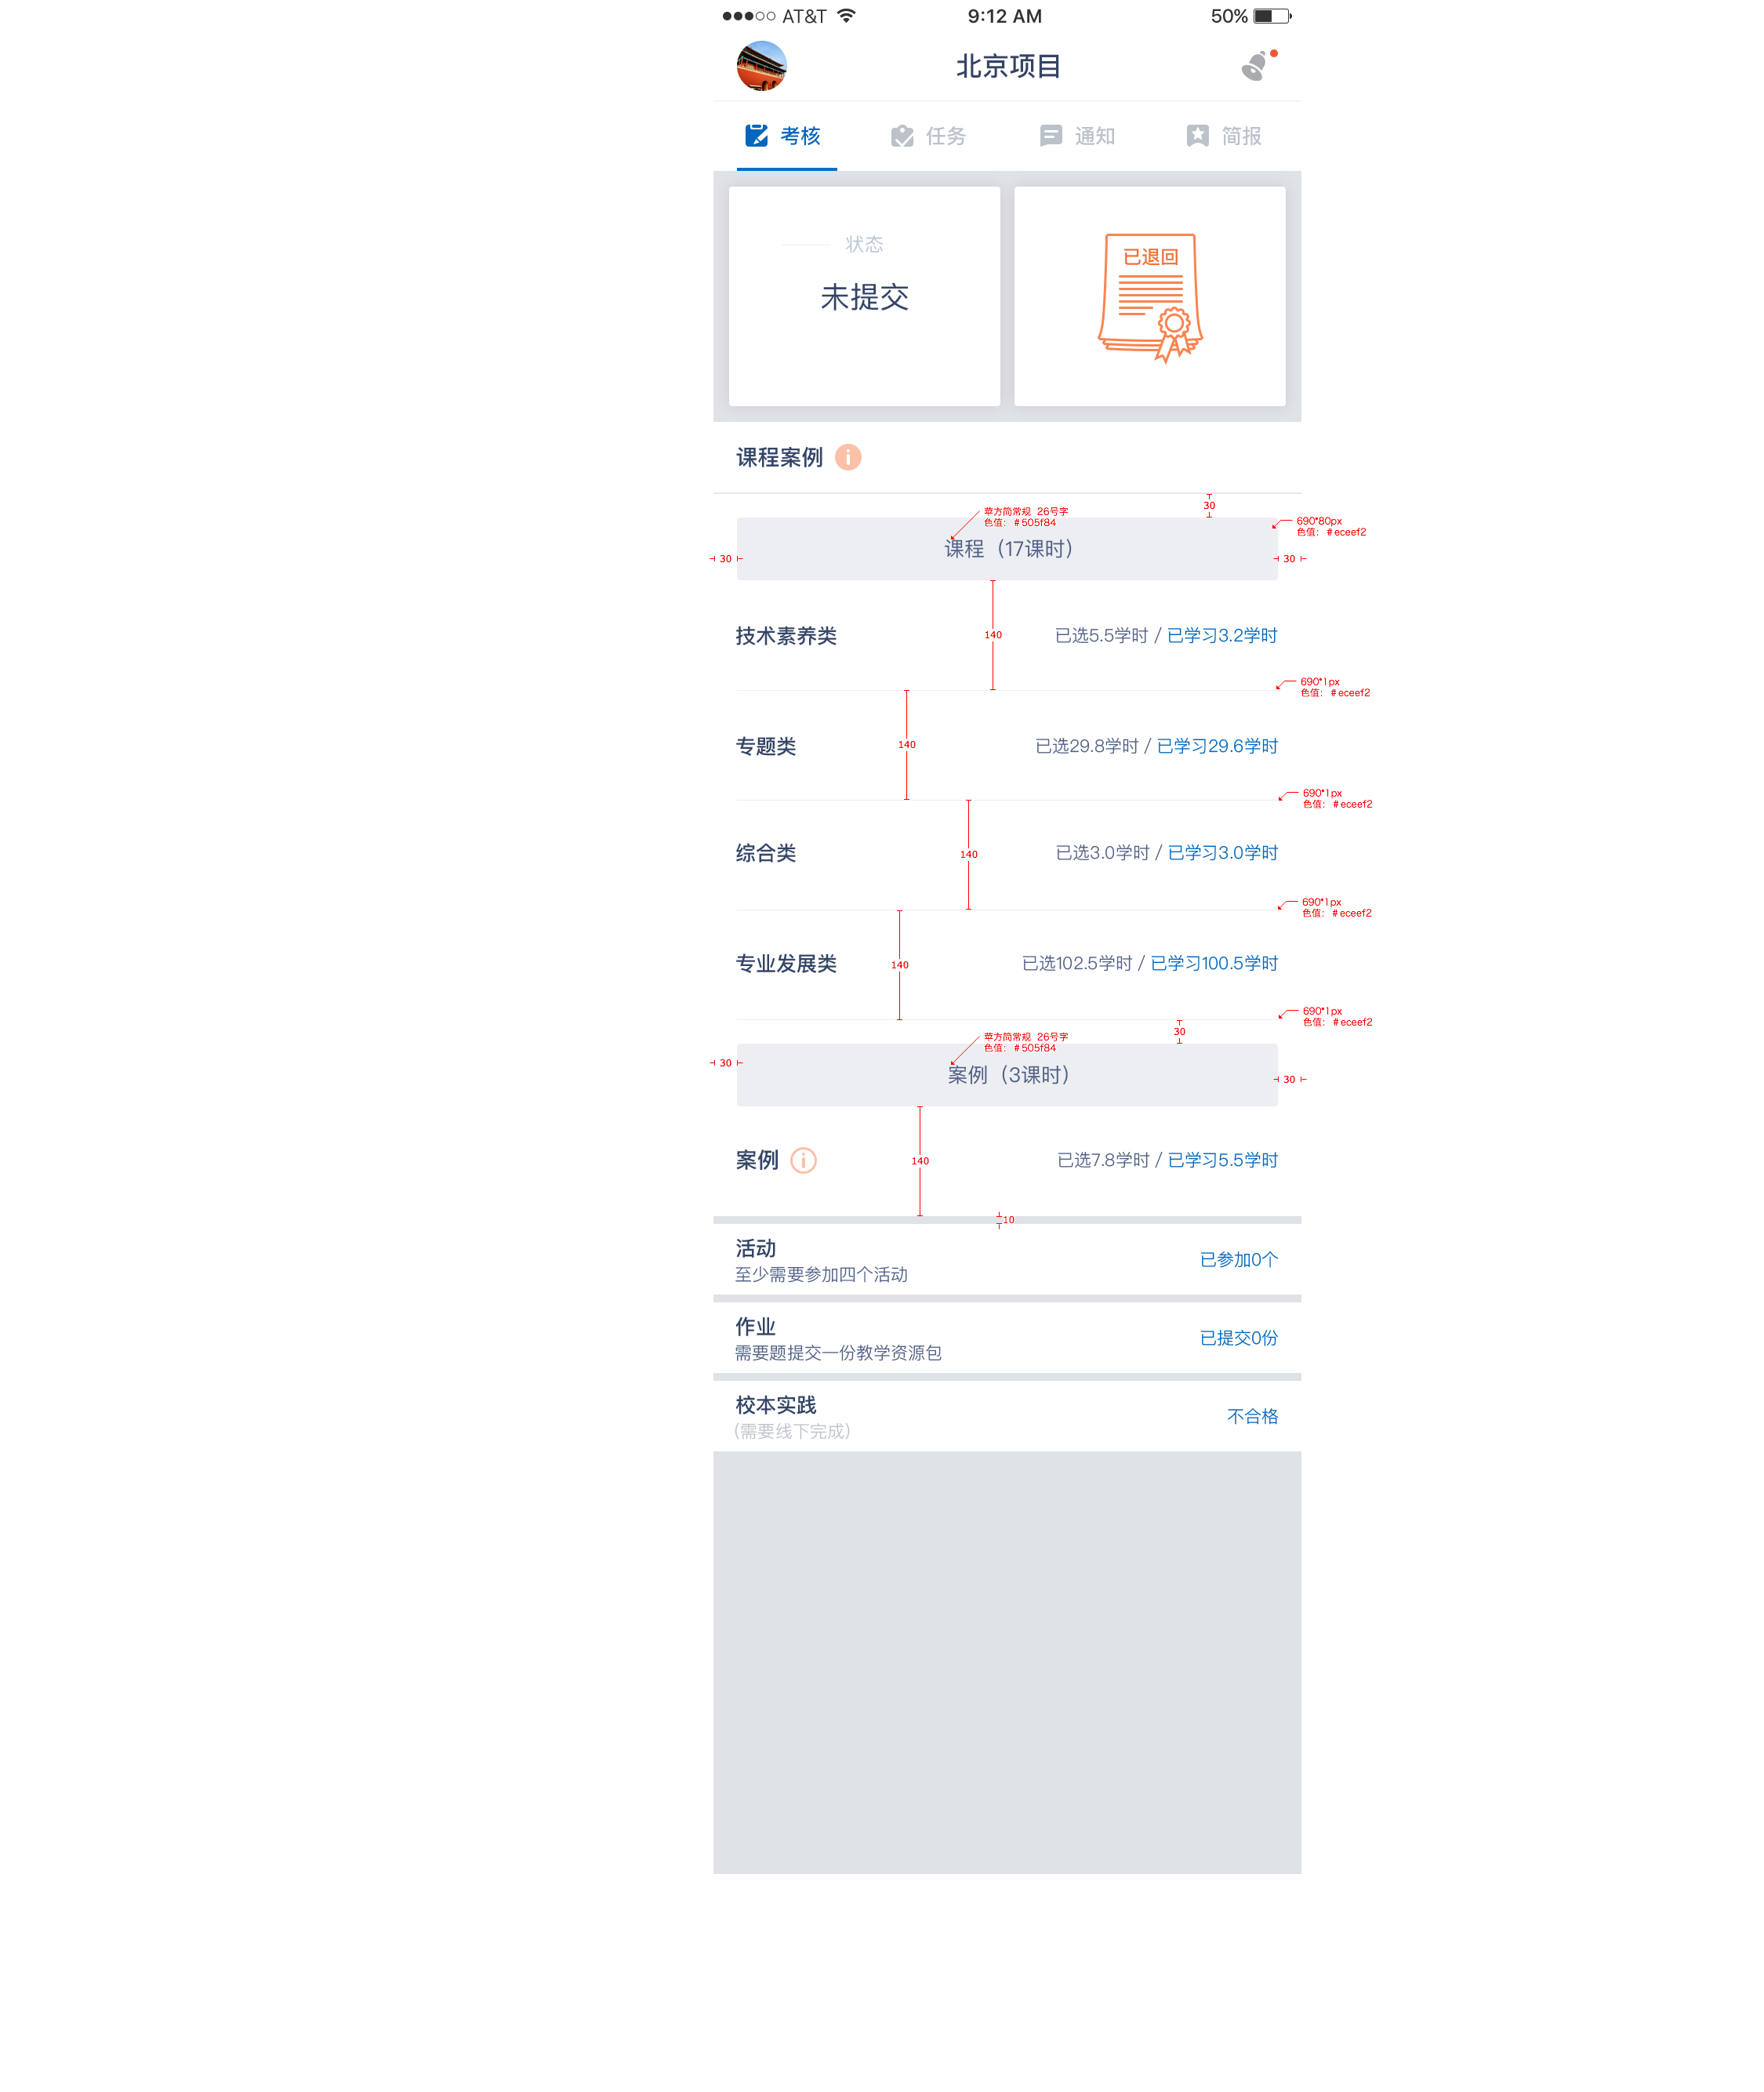 AT&T 9:12 AM 50%
北京项目
考核 任务 通知 简报
状态
未提交
已退回
课程案例
30
苹方简常规 26号字
色值: #505f84
690*80px
色值: #eceef2
课程（17课时）
30
30
技术素养类
140
已选5.5学时 / 已学习3.2学时
690*1px
色值: #eceef2
专题类
140
已选29.8学时 / 已学习29.6学时
690*1px
色值: #eceef2
综合类
140
已选3.0学时 / 已学习3.0学时
690*1px
色值: #eceef2
专业发展类
140
已选102.5学时 / 已学习100.5学时
690*1px
色值: #eceef2
30
苹方简常规 26号字
色值: #505f84
30
案例（3课时）
30
案例
140
已选7.8学时 / 已学习5.5学时
10
活动
至少需要参加四个活动
已参加0个
作业
需要题提交一份教学资源包
已提交0份
校本实践
(需要线下完成)
不合格